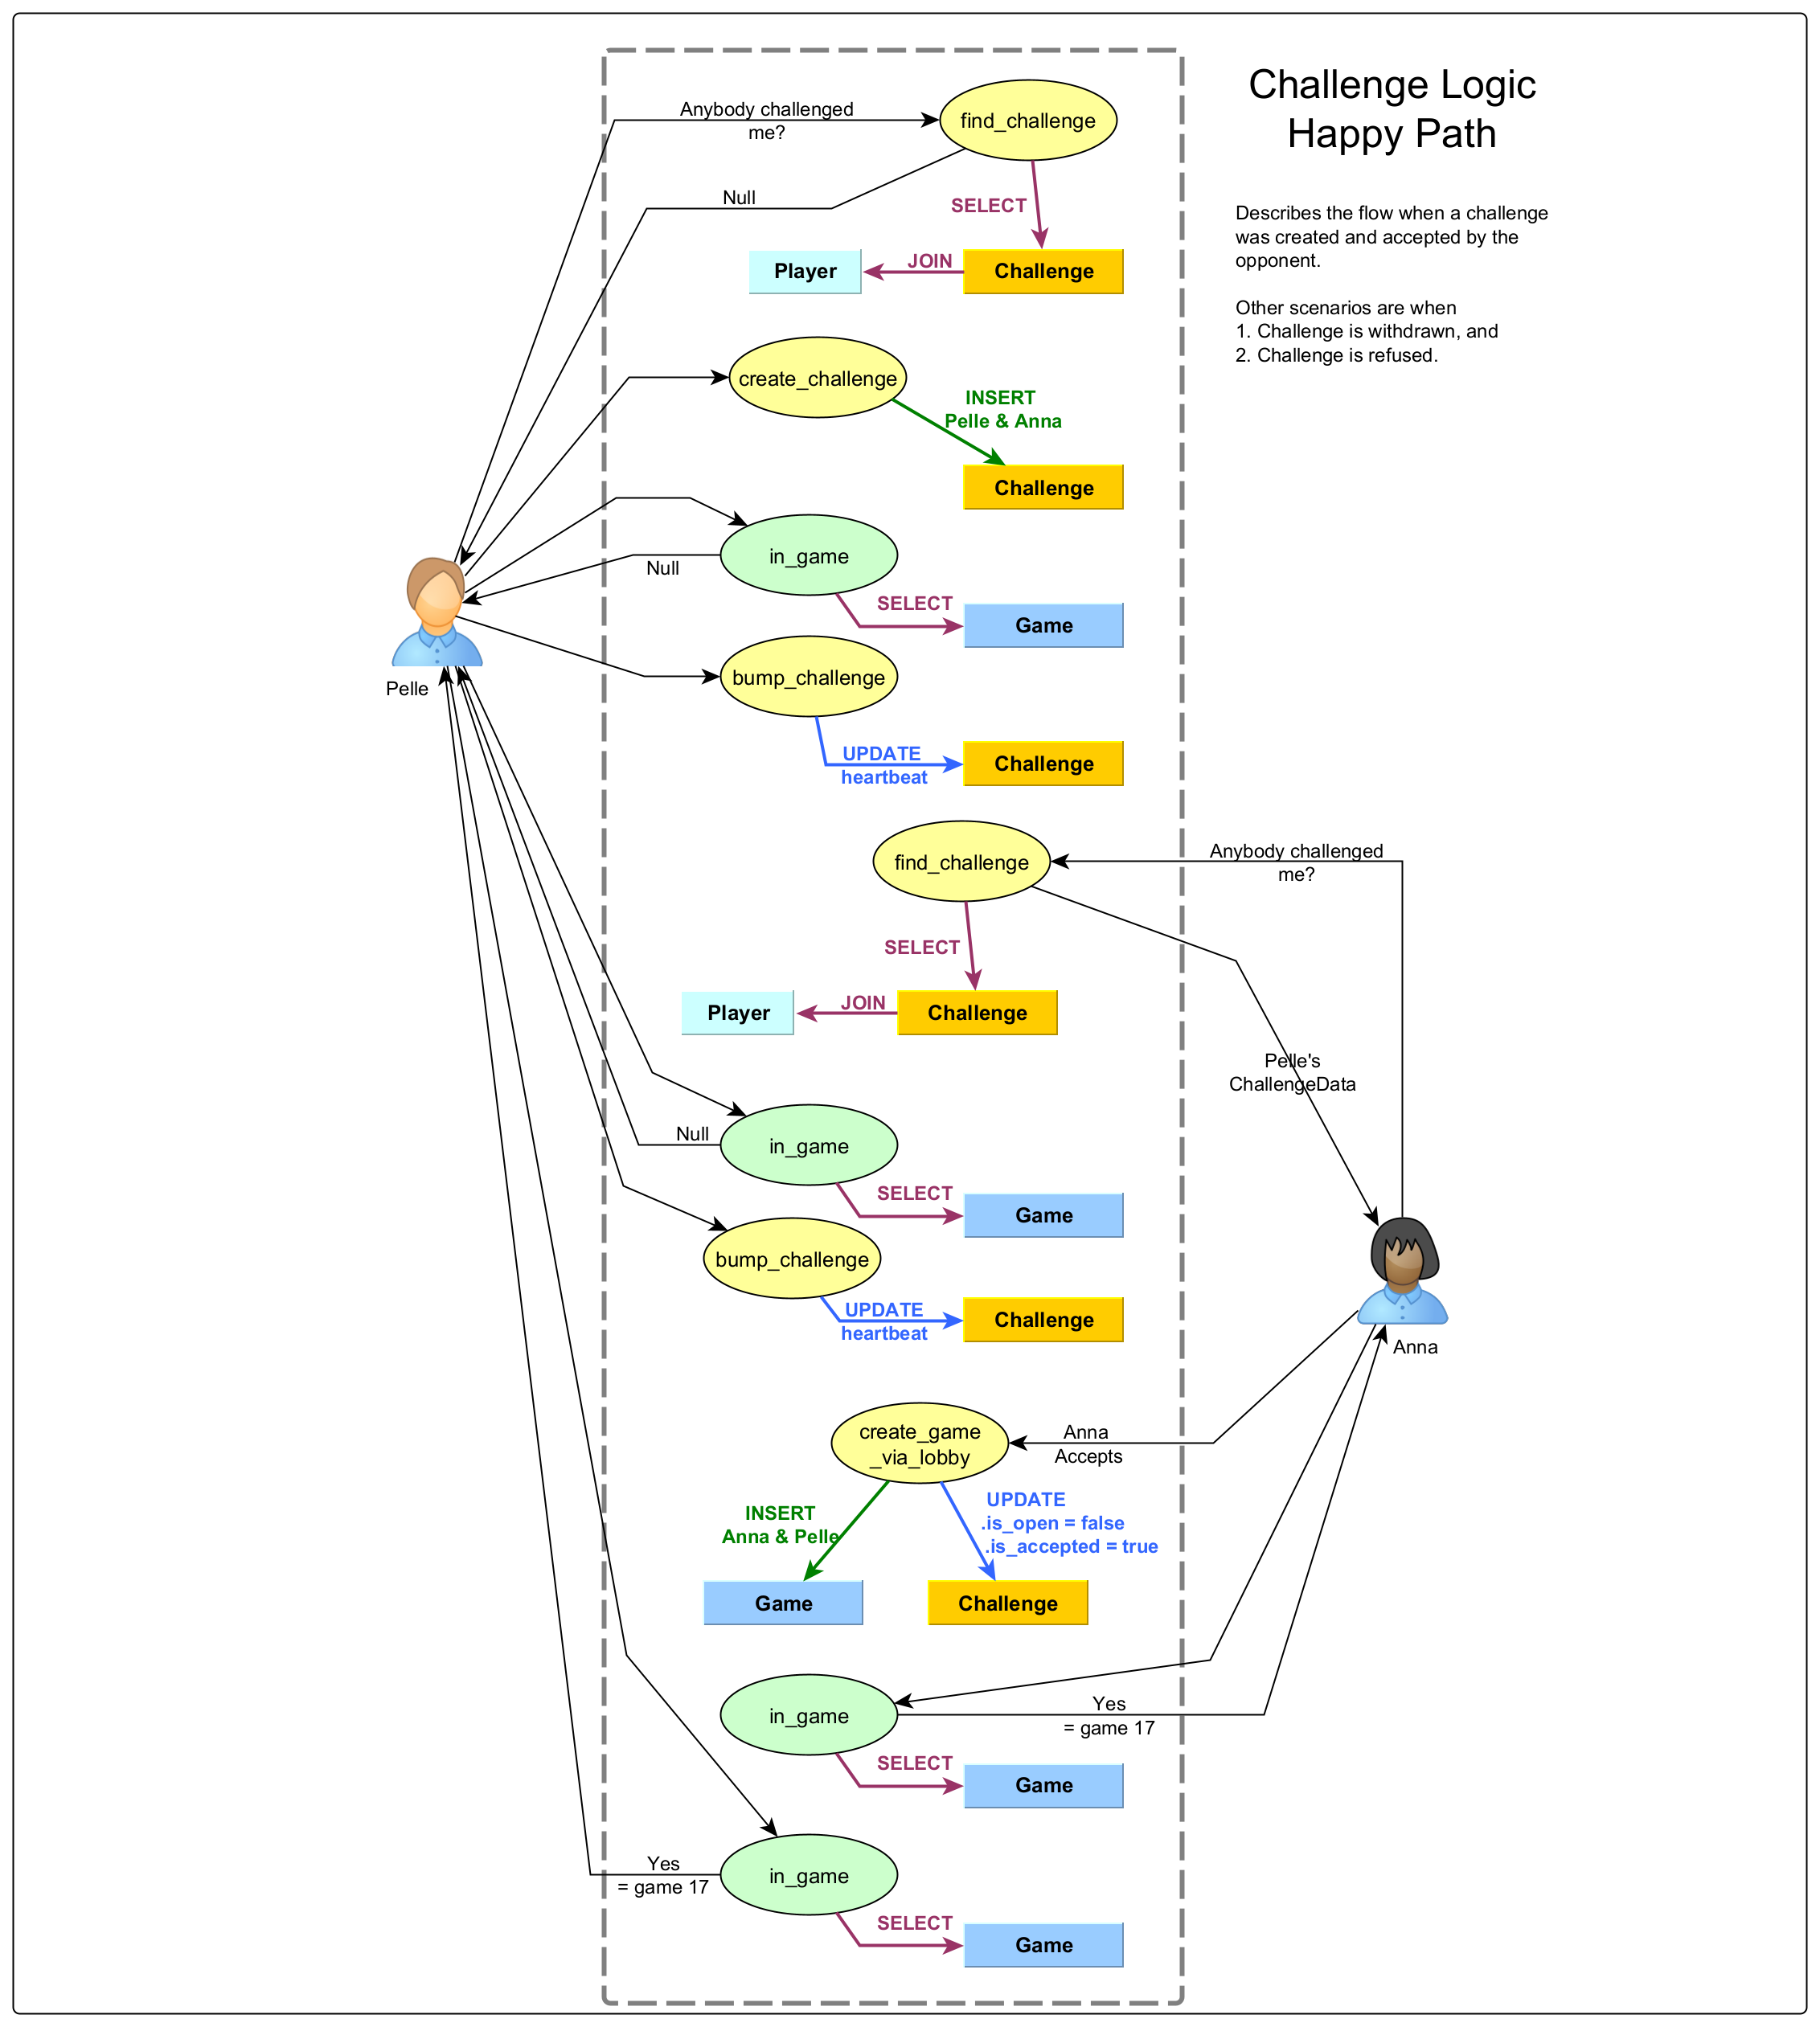 Challenge Logic
Happy Path
Describes the flow when a challenge
was created and accepted by the
opponent.
Other scenarios are when
1. Challenge is withdrawn, and
2. Challenge is refused.
Anybody challenged
me?
find_challenge
Null
SELECT
Player
JOIN
Challenge
create_challenge
INSERT
Pelle & Anna
Challenge
in_game
Null
SELECT
Game
Pelle
bump_challenge
UPDATE
heartbeat
Challenge
find_challenge
Anybody challenged
me?
SELECT
Player
JOIN
Challenge
Pelle's
ChallengeData
in_game
Null
SELECT
Game
bump_challenge
UPDATE
heartbeat
Challenge
Anna
create_game
_via_lobby
Anna
Accepts
INSERT
Anna & Pelle
UPDATE
.is_open = false
.is_accepted = true
Game
Challenge
in_game
Yes
= game 17
SELECT
Game
in_game
Yes
= game 17
SELECT
Game